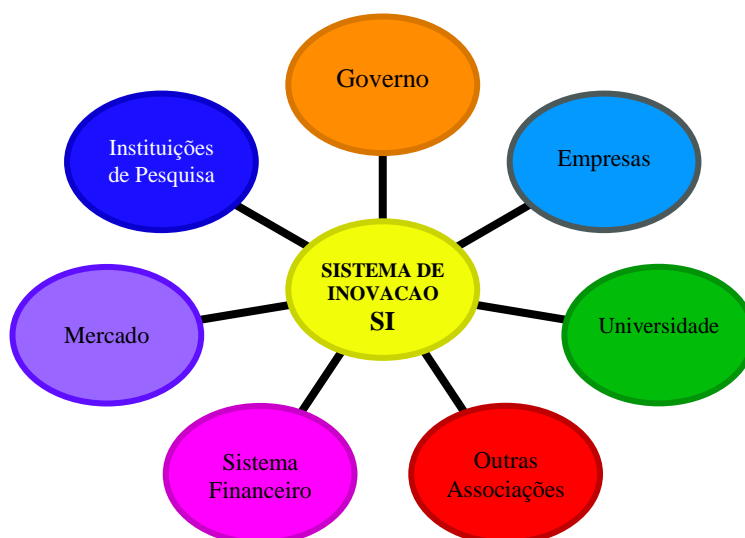 Governo
Instituições
de Pesquisa
Empresas
SISTEMA DE
INOVACAO
SI
Mercado
Universidade
Sistema
Financeiro
Outras
Associações